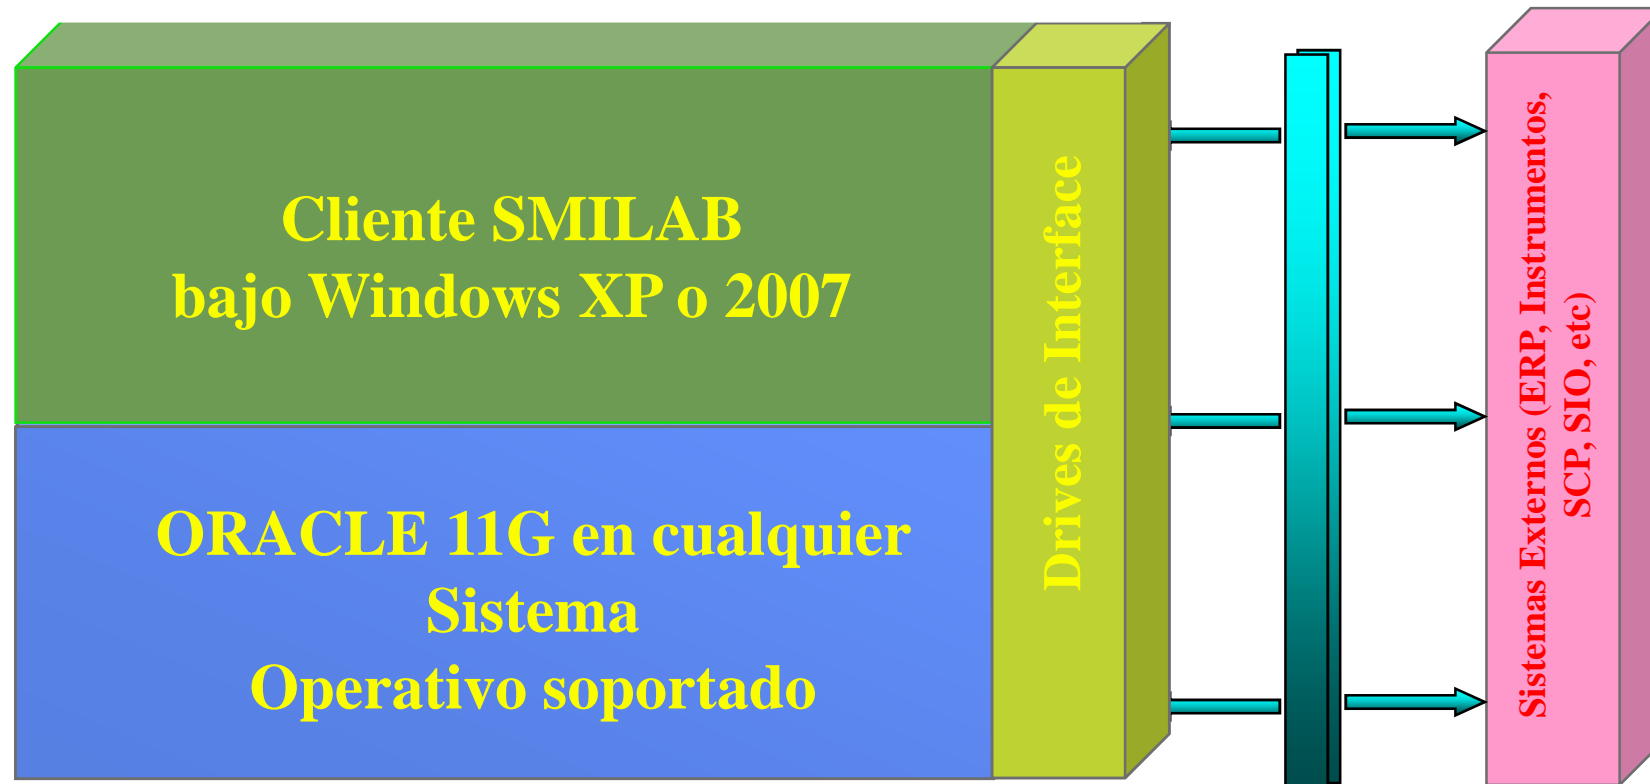 Cliente SMILAB
bajo Windows XP o 2007
ORACLE 11G en cualquier
Sistema
Operativo soportado
Drives de Interface
Sistemas Externos (ERP, Instrumentos,
SCP, SIO, etc)